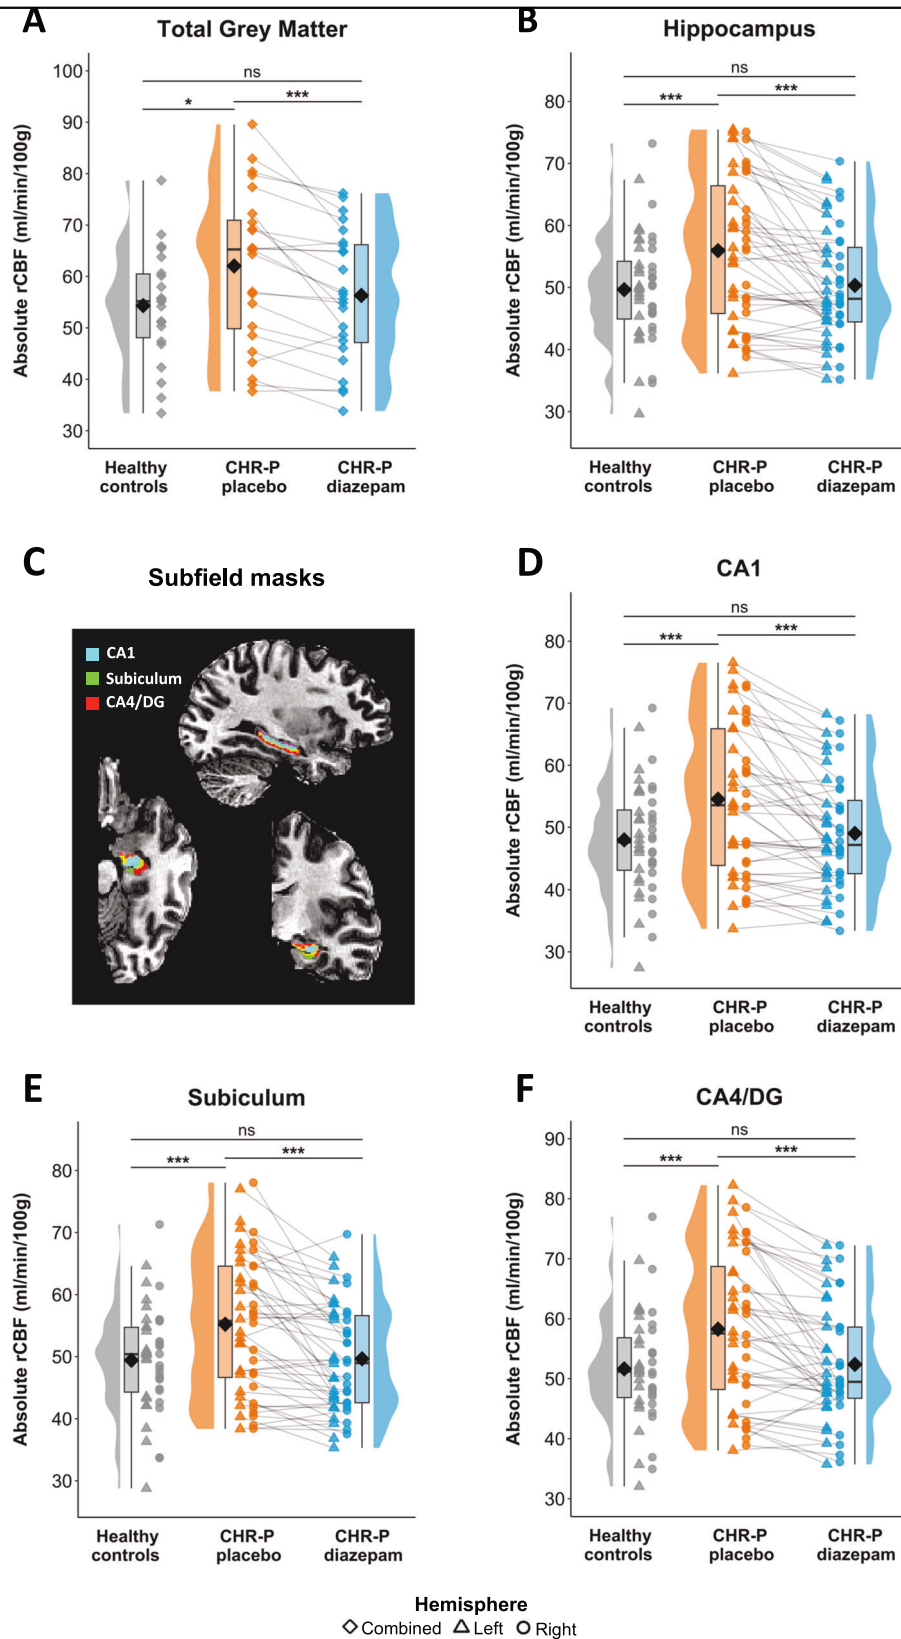 A
Total Grey Matter
Absolute rCBF (ml/min/100g)
100
90
80
70
60
50
40
30
ns
*
***
Healthy controls
CHR-P placebo
CHR-P diazepam
B
Hippocampus
Absolute rCBF (ml/min/100g)
80
70
60
50
40
30
ns
***
***
Healthy controls
CHR-P placebo
CHR-P diazepam
C
Subfield masks
CA1
Subiculum
CA4/DG
D
CA1
Absolute rCBF (ml/min/100g)
80
70
60
50
40
30
ns
***
***
Healthy controls
CHR-P placebo
CHR-P diazepam
E
Subiculum
Absolute rCBF (ml/min/100g)
80
70
60
50
40
30
ns
***
***
Healthy controls
CHR-P placebo
CHR-P diazepam
F
CA4/DG
Absolute rCBF (ml/min/100g)
90
80
70
60
50
40
30
ns
***
***
Healthy controls
CHR-P placebo
CHR-P diazepam
Hemisphere
Combined Left Right